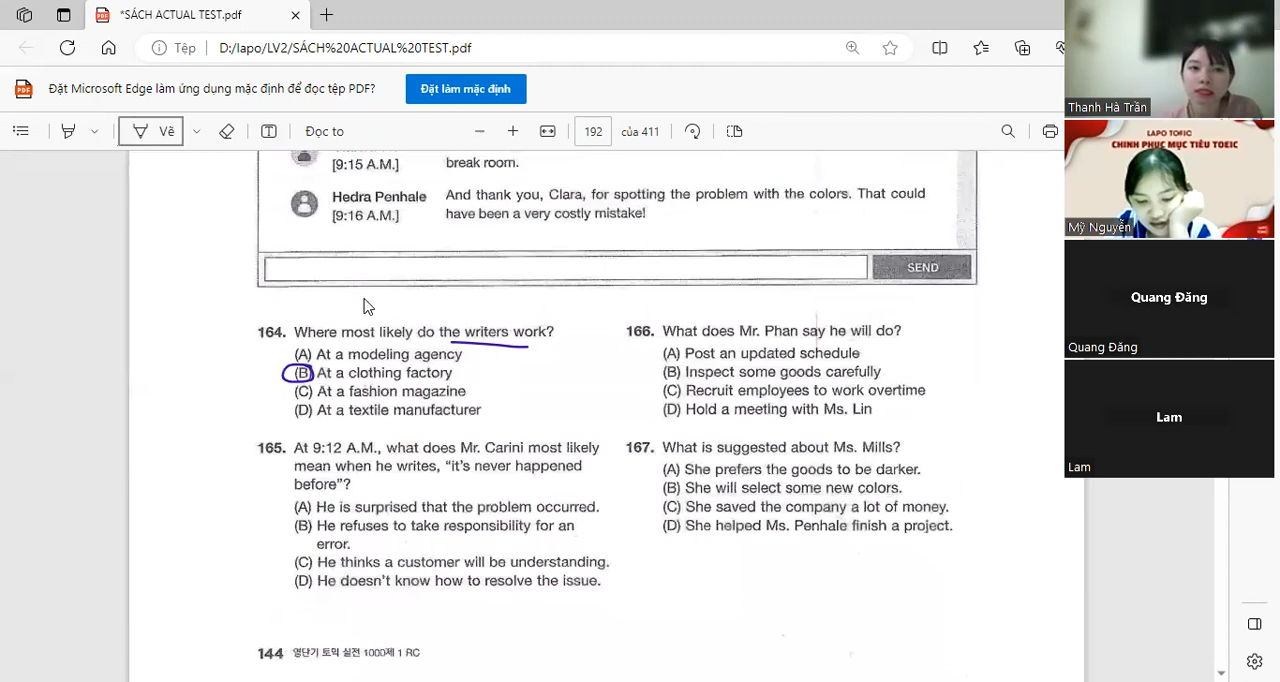 *SÁCH ACTUAL TEST.pdf
Tệp
D:/lapo/LV2/SÁCH%20ACTUAL%20TEST.pdf
Đặt Microsoft Edge làm ứng dụng mặc định để đọc tệp PDF?
Đặt làm mặc định
Vẽ
Đọc to
192
của 411
[9:15 A.M.]
break room.
Hedra Penhale
And thank you, Clara, for spotting the problem with the colors. That could
[9:16 A.M.]
have been a very costly mistake!
SEND
164. Where most likely do the writers work?
(A) At a modeling agency
(B) At a clothing factory
(C) At a fashion magazine
(D) At a textile manufacturer
165. At 9:12 A.M., what does Mr. Carini most likely
mean when he writes, “it's never happened
before”?
(A) He is surprised that the problem occurred.
(B) He refuses to take responsibility for an
error.
(C) He thinks a customer will be understanding.
(D) He doesn't know how to resolve the issue.
166. What does Mr. Phan say he will do?
(A) Post an updated schedule
(B) Inspect some goods carefully
(C) Recruit employees to work overtime
(D) Hold a meeting with Ms. Lin
167. What is suggested about Ms. Mills?
(A) She prefers the goods to be darker.
(B) She will select some new colors.
(C) She saved the company a lot of money.
(D) She helped Ms. Penhale finish a project.
144 영단기 토익 실전 1000제 1 RC
Thanh Hà Trần
LAPO TOEIC
CHINH PHỤC MỤC TIÊU TOEIC
Mỹ Nguyễn
Quang Đăng
Quang Đăng
Lam
Lam